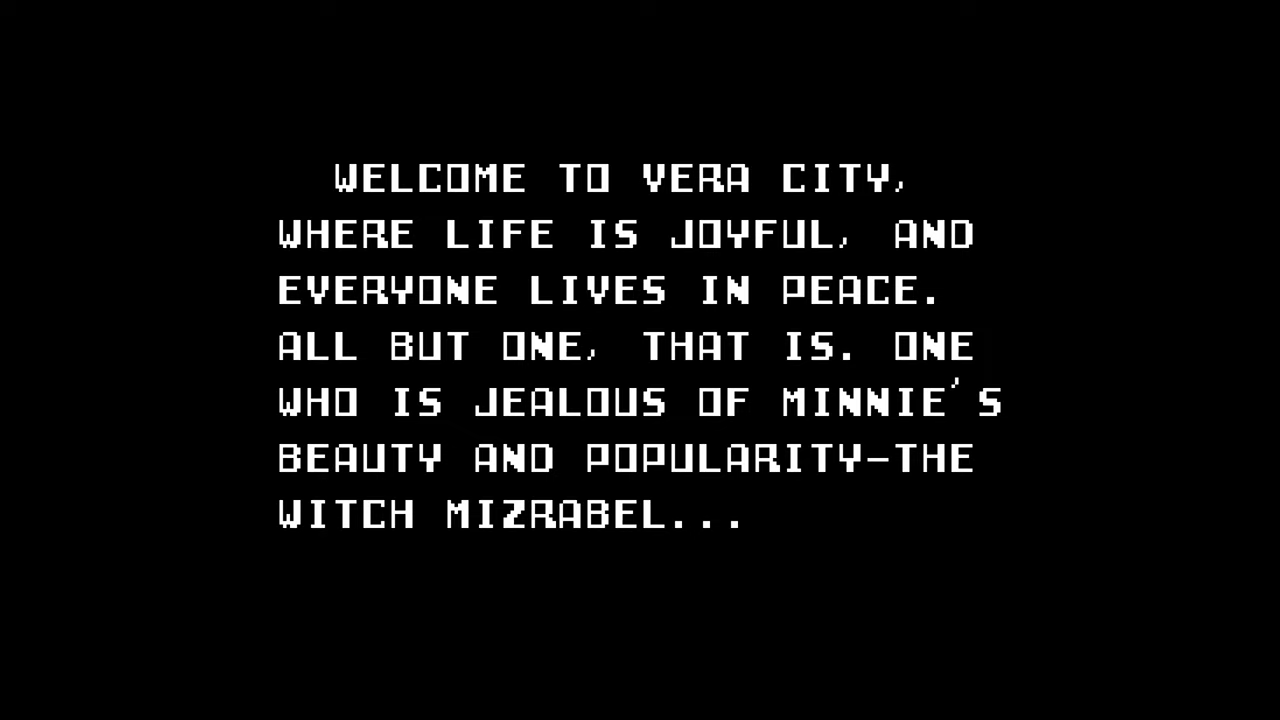 WELCOME TO VERA CITY,
WHERE LIFE IS JOYFUL, AND
EVERYONE LIVES IN PEACE.
ALL BUT ONE, THAT IS. ONE
WHO IS JEALOUS OF MINNIE'S
BEAUTY AND POPULARITY-THE
WITCH MIZRABEL...